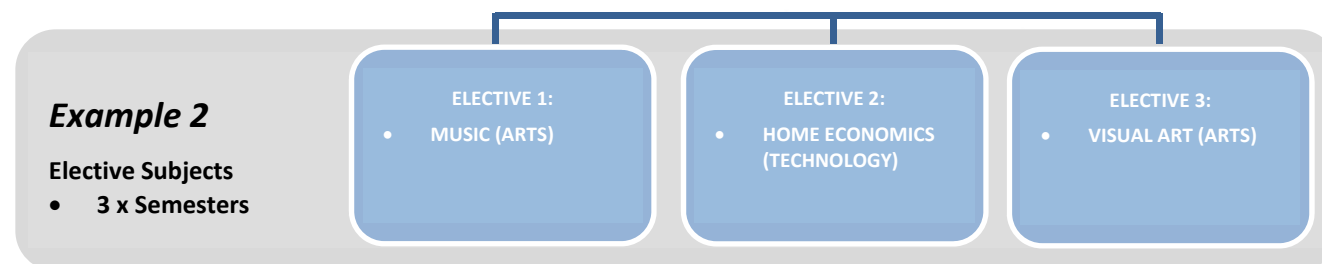 Example 2
Elective Subjects
• 3 x Semesters
ELECTIVE 1:
• MUSIC (ARTS)
ELECTIVE 2:
• HOME ECONOMICS
(TECHNOLOGY)
ELECTIVE 3:
• VISUAL ART (ARTS)